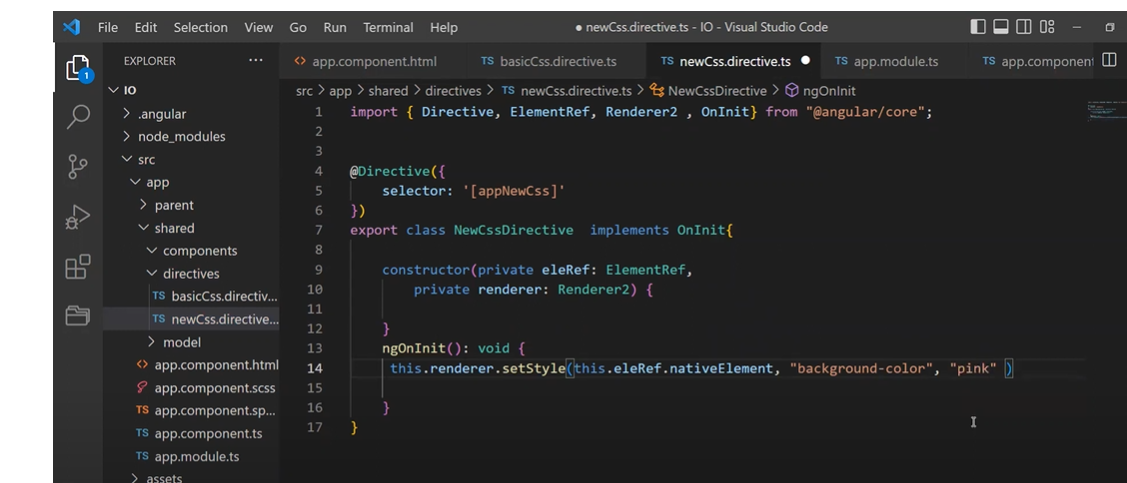 File Edit Selection View Go Run Terminal Help ● newCss.directive.ts - IO - Visual Studio Code
EXPLORER ···
app.component.html TS basicCss.directive.ts TS newCss.directive.ts ● TS app.module.ts TS app.component
src > app > shared > directives > TS newCss.directive.ts > NewCssDirective > ngOnInit
1
IO
.angular
node_modules
src
app
parent
shared
components
directives
TS basicCss.directiv...
TS newCss.directive...
model
app.component.html
app.component.scss
TS app.component.sp...
TS app.component.ts
TS app.module.ts
assets
1 import { Directive, ElementRef, Renderer2 , OnInit} from "@angular/core";
2
3
4 @Directive({
5 selector: '[appNewCss]'
6 })
7 export class NewCssDirective  implements OnInit{
8
9 constructor(private eleRef: ElementRef,
10 private renderer: Renderer2) {
11
12 }
13 ngOnInit(): void {
14 this.renderer.setStyle(this.eleRef.nativeElement, "background-color", "pink" )
15
16 }
17 }